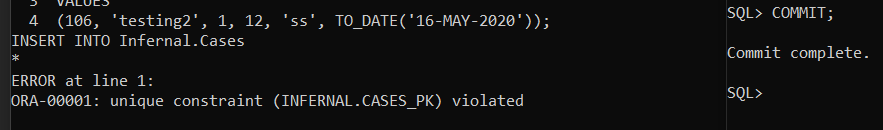 3  VALUES
4  (106, 'testing2', 1, 12, 'ss', TO_DATE('16-MAY-2020'));
INSERT INTO Infernal.Cases
*
ERROR at line 1:
ORA-00001: unique constraint (INFERNAL.CASES_PK) violated
SQL> COMMIT;
Commit complete.
SQL>